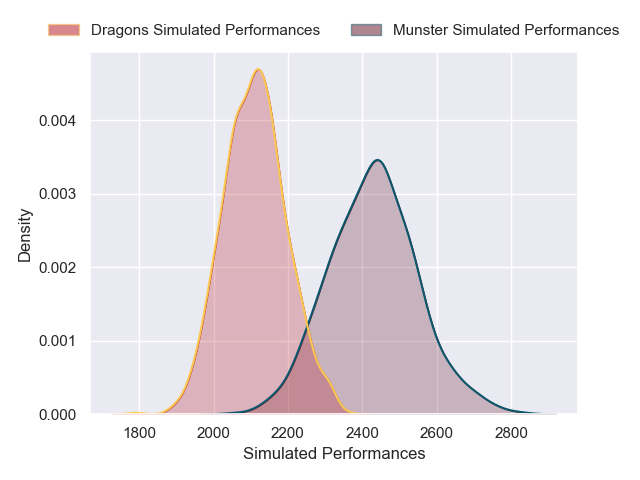 Dragons Simulated Performances
Munster Simulated Performances
0.004
0.003
0.002
0.001
0.000
Density
1800 2000 2200 2400 2600 2800
Simulated Performances